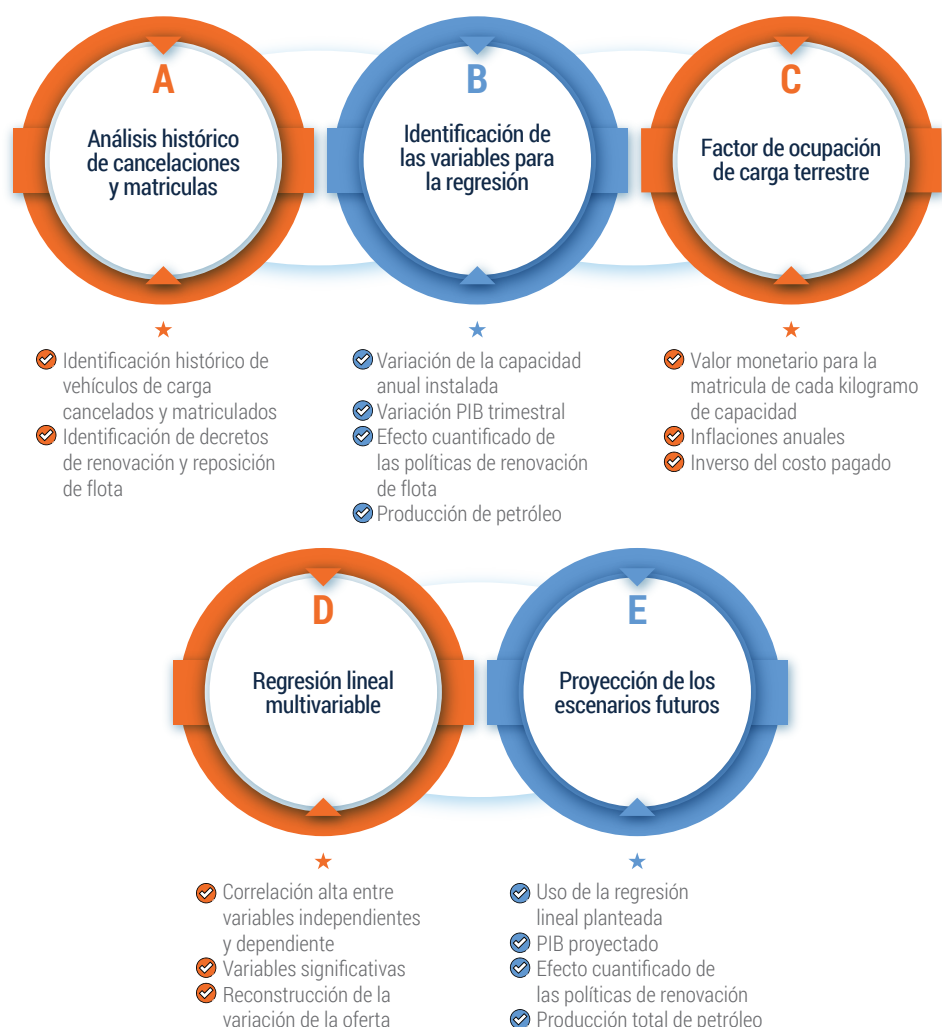 A
Análisis histórico
de cancelaciones
y matriculas
Identificación histórico de
vehículos de carga
cancelados y matriculados
Identificación de decretos
de renovación y reposición
de flota
B
Identificación de
las variables para
la regresión
Variación de la capacidad
anual instalada
Variación PIB trimestral
Efecto cuantificado de
las políticas de renovación
de flota
Producción de petróleo
C
Factor de ocupación
de carga terrestre
Valor monetario para la
matricula de cada kilogramo
de capacidad
Inflaciones anuales
Inverso del costo pagado
D
Regresión lineal
multivariable
Correlación alta entre
variables independientes
y dependiente
Variables significativas
Reconstrucción de la
variación de la oferta
E
Proyección de los
escenarios futuros
Uso de la regresión
lineal planteada
PIB proyectado
Efecto cuantificado de
las políticas de renovación
Producción total de petróleo